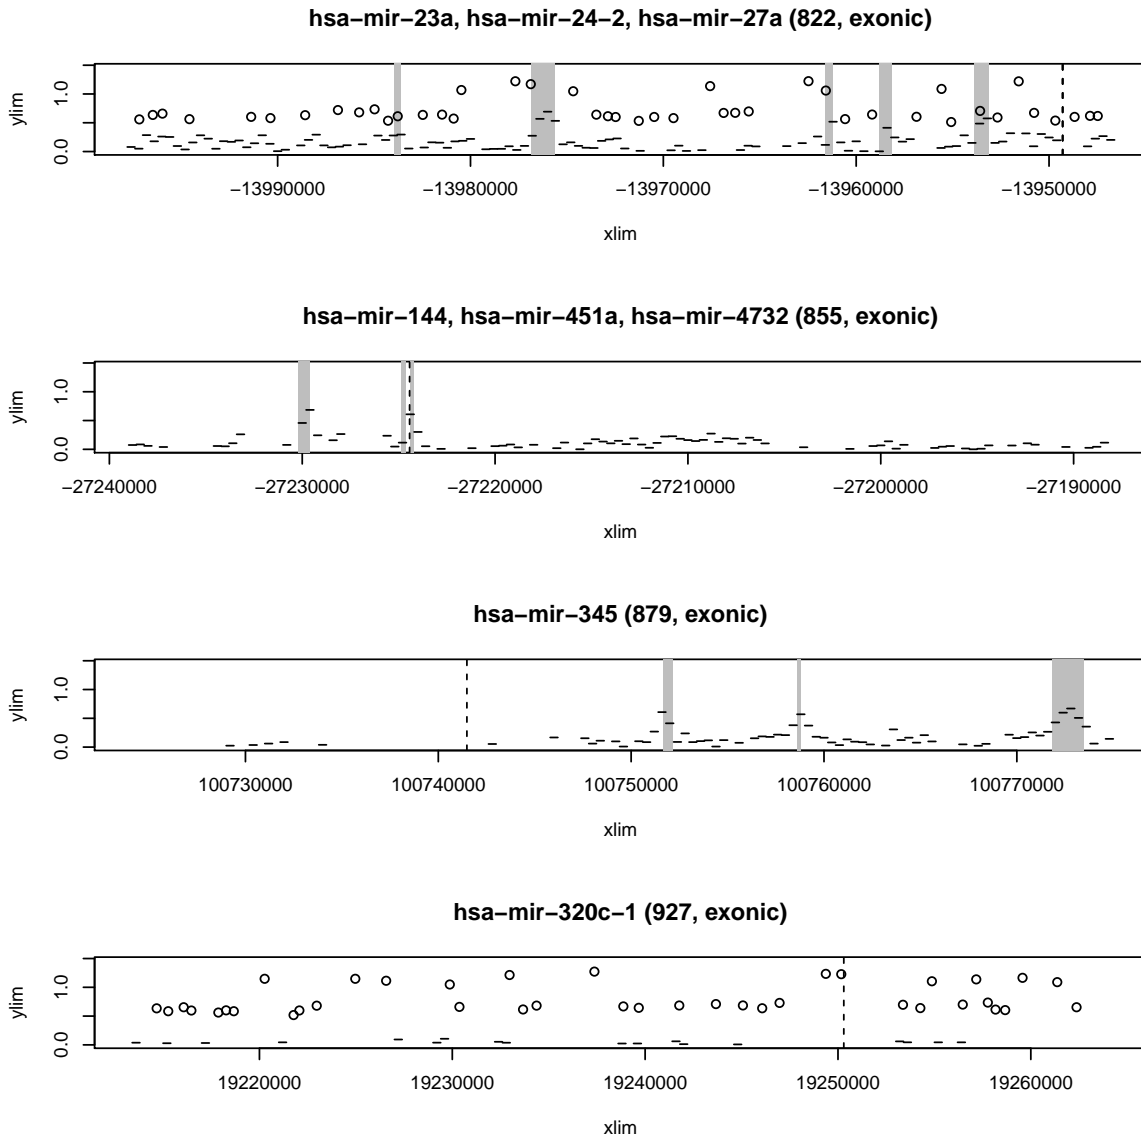 hsa−mir−23a, hsa−mir−24−2, hsa−mir−27a (822, exonic)
ylim
0.0 1.0
−13990000 −13980000 −13970000 −13960000 −13950000
xlim
hsa−mir−144, hsa−mir−451a, hsa−mir−4732 (855, exonic)
ylim
0.0 1.0
−27240000 −27230000 −27220000 −27210000 −27200000 −27190000
xlim
hsa−mir−345 (879, exonic)
ylim
0.0 1.0
100730000 100740000 100750000 100760000 100770000
xlim
hsa−mir−320c−1 (927, exonic)
ylim
0.0 1.0
19220000 19230000 19240000 19250000 19260000
xlim